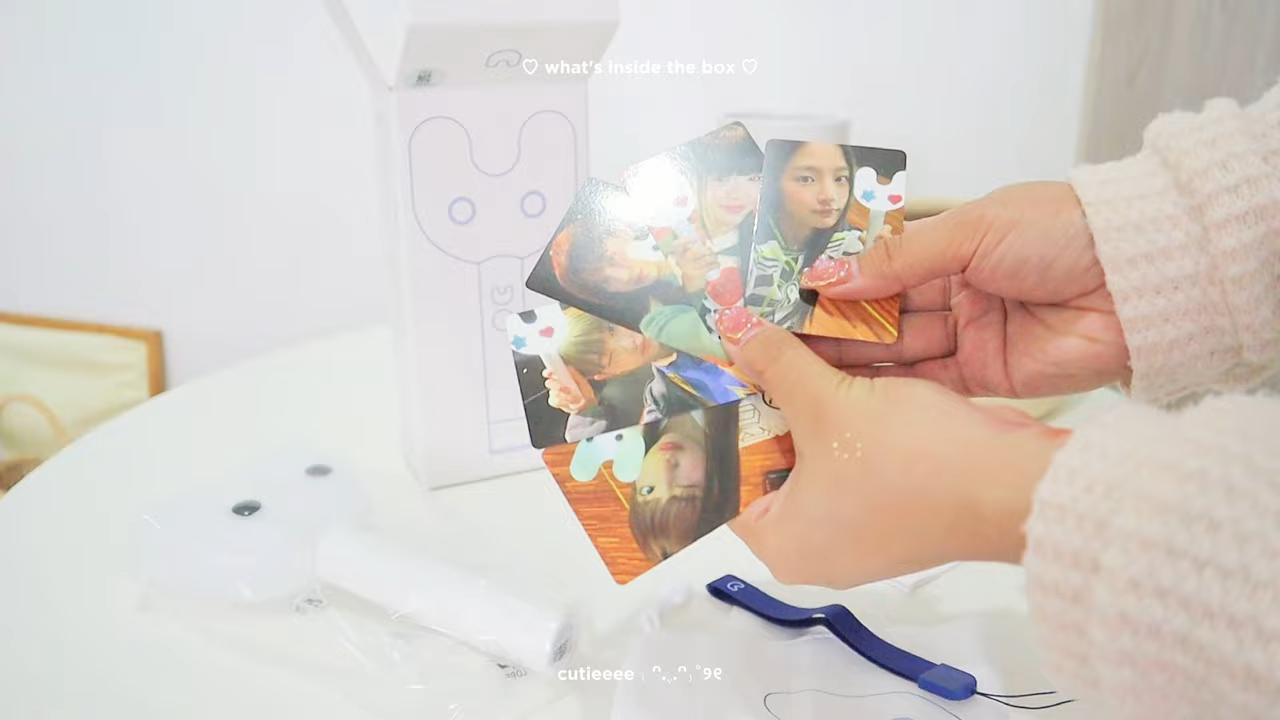 ♡ what's inside the box ♡
cutieeee ₍ ᐢ.ˬ.ᐢ₎˚୨୧